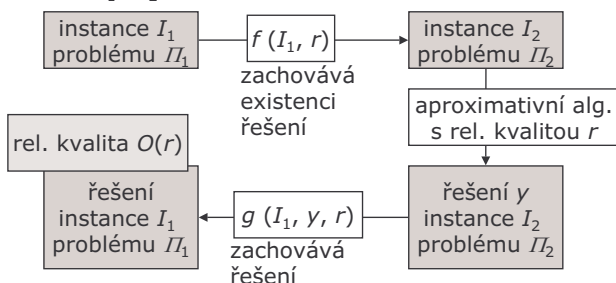 instance I₁
problému Π₁
f (I₁, r)
instance I₂
problému Π₂
zachovává
existenci
řešení
aproximativní alg.
s rel. kvalitou r
rel. kvalita O(r)
řešení
instance I₁
problému Π₁
g (I₁, y, r)
řešení y
instance I₂
problému Π₂
zachovává
řešení